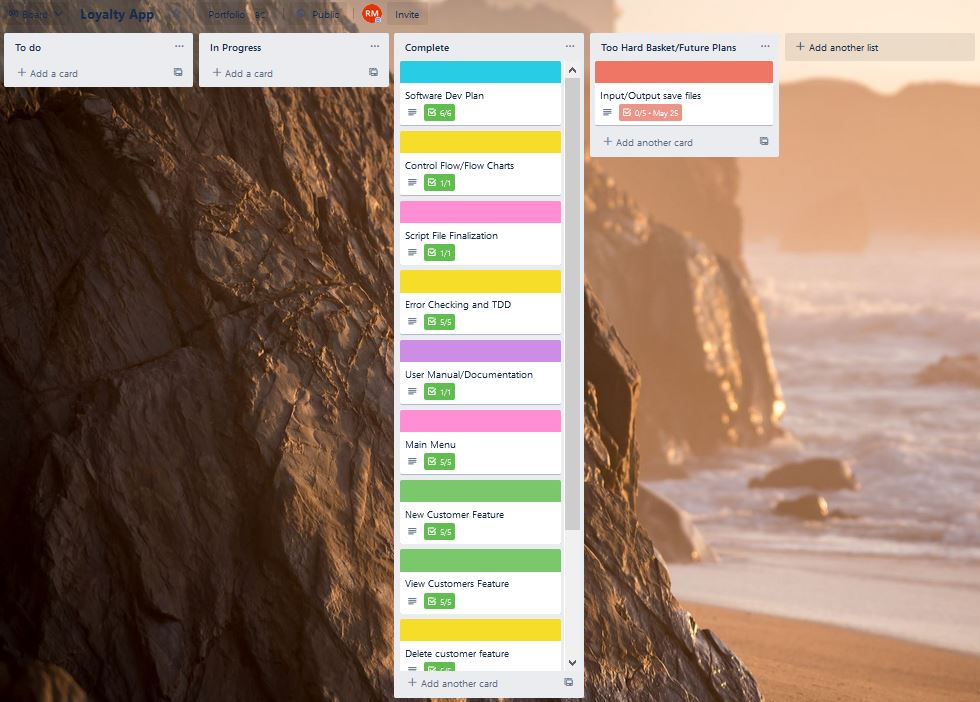 Board
Loyalty App
Portfolio BC
Public
RM
Invite
To do
Add a card
In Progress
Add a card
Complete
Software Dev Plan
6/6
Control Flow/Flow Charts
1/1
Script File Finalization
1/1
Error Checking and TDD
5/5
User Manual/Documentation
1/1
Main Menu
5/5
New Customer Feature
5/5
View Customers Feature
5/5
Delete customer feature
5/5
Add another card
Too Hard Basket/Future Plans
Input/Output save files
0/5 - May 25
Add another card
Add another list